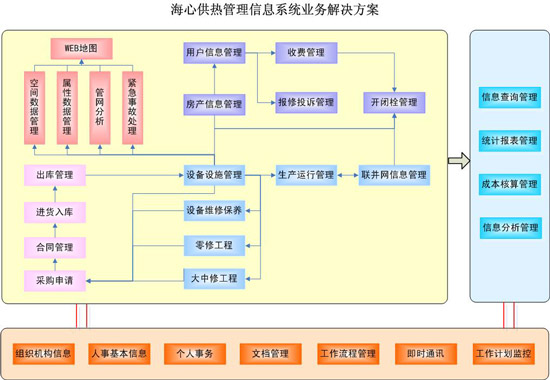 海心供热管理信息系统业务解决方案
WEB地图
空间数据管理
属性数据管理
管网分析
紧急事故处理
用户信息管理
收费管理
房产信息管理
报修投诉管理
开闭栓管理
出库管理
设备设施管理
生产运行管理
联并网信息管理
进货入库
设备维修保养
合同管理
零修工程
采购申请
大中修工程
信息查询管理
统计报表管理
成本核算管理
信息分析管理
组织机构信息
人事基本信息
个人事务
文档管理
工作流程管理
即时通讯
工作计划监控